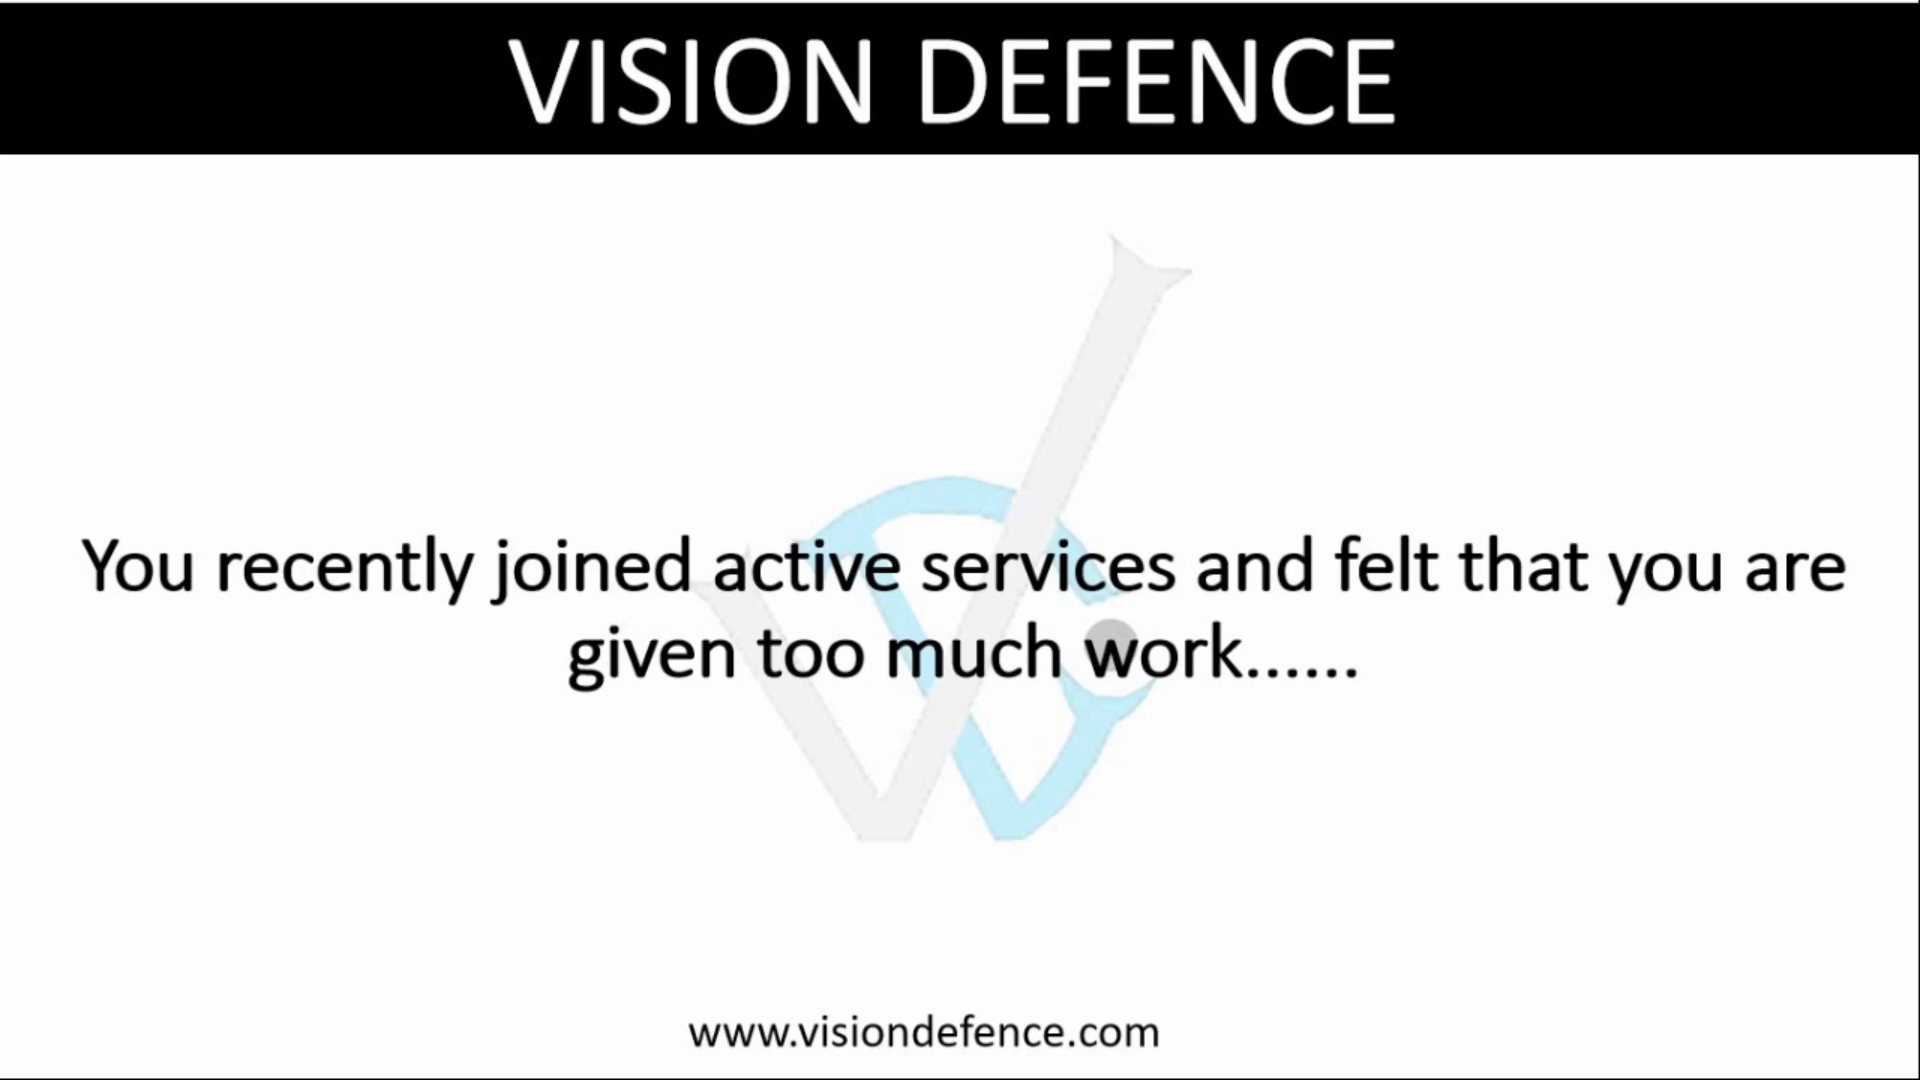 VISION DEFENCE
You recently joined active services and felt that you are
given too much work......
www.visiondefence.com